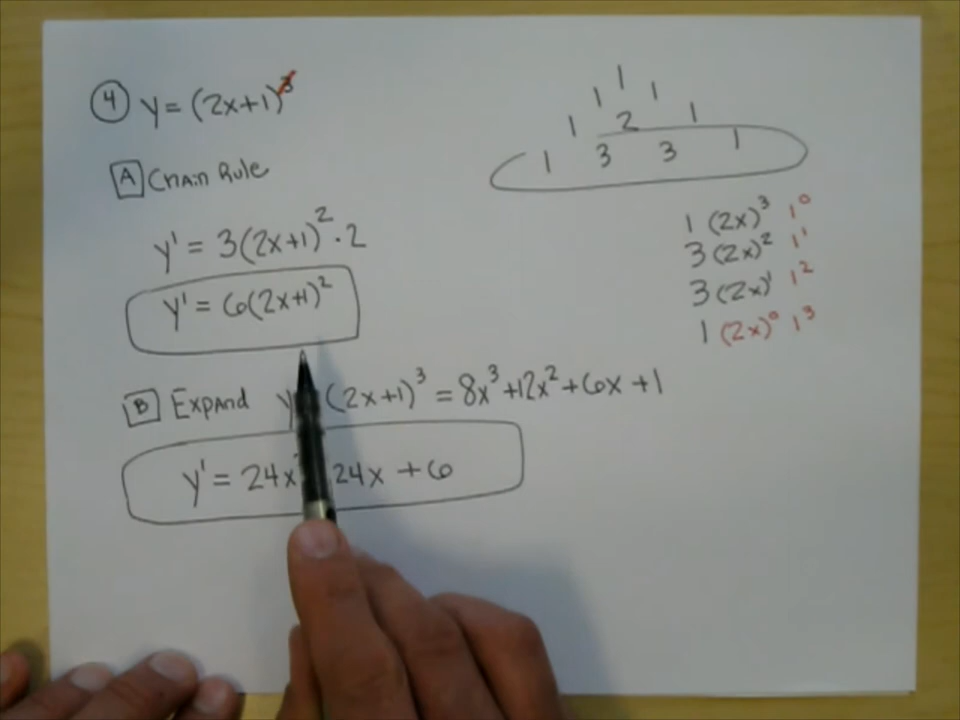 ④ y = (2x+1)³
A Chain Rule
y' = 3(2x+1)² · 2
y' = 6(2x+1)²
B Expand y (2x+1)³ = 8x³+12x²+6x+1
y' = 24x 24x +6
1
1 1
1 2 1
1 3 3 1
1 (2x)³ 1⁰
3 (2x)² 1¹
3 (2x)¹ 1²
1 (2x)⁰ 1³